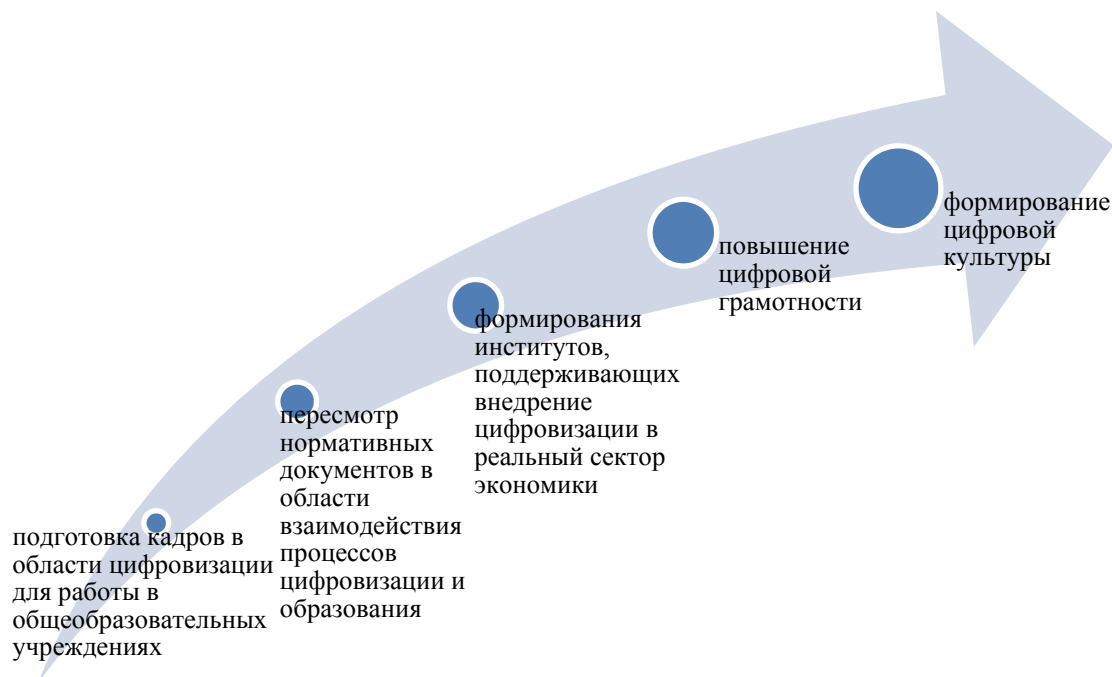 подготовка кадров в
области цифровизации
для работы в
общеобразовательных
учреждениях
пересмотр
нормативных
документов в
области
взаимодействия
процессов
цифровизации и
образования
формирования
институтов,
поддерживающих
внедрение
цифровизации в
реальный сектор
экономики
повышение
цифровой
грамотности
формирование
цифровой
культуры